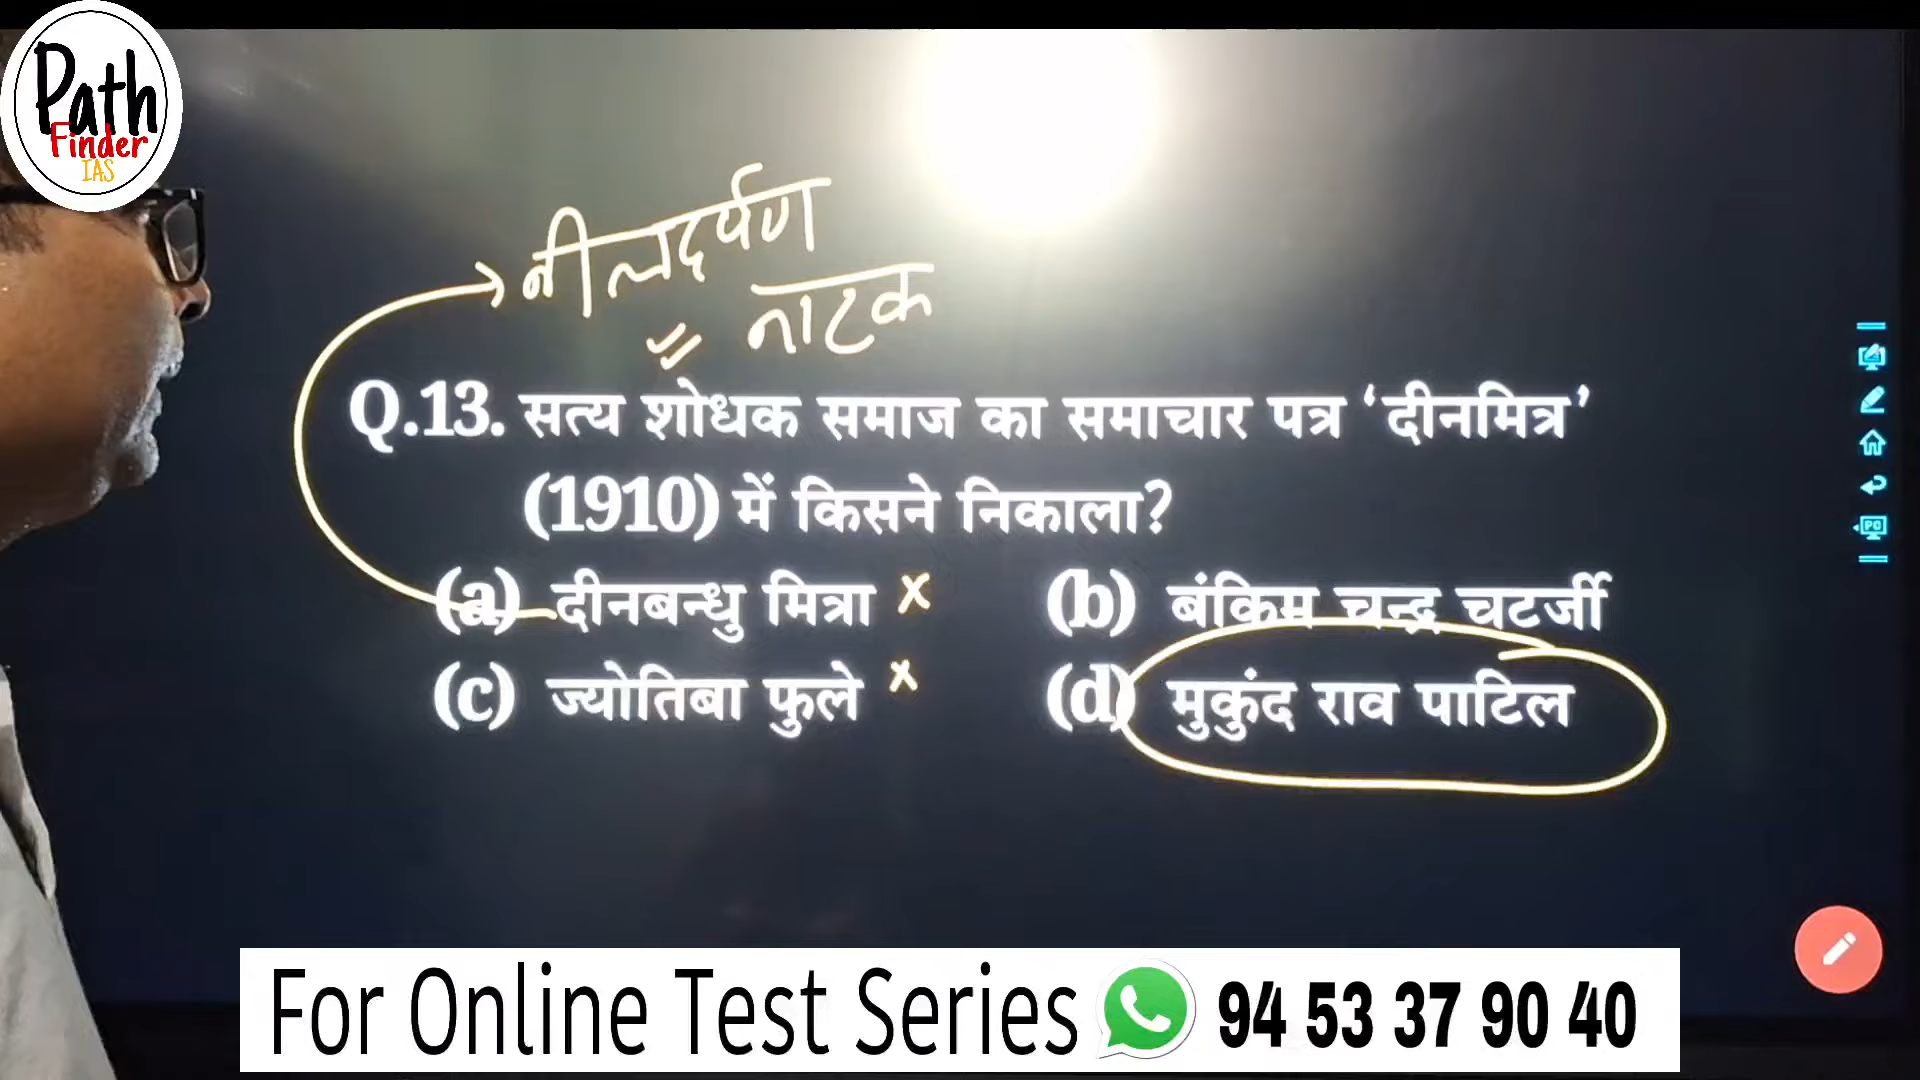 Path
Finder
IAS
नीलदर्पण
नाटक
Q.13. सत्य शोधक समाज का समाचार पत्र ‘दीनमित्र’
(1910) में किसने निकाला?
(a) दीनबन्धु मित्रा x (b) बंकिम चन्द्र चटर्जी
(c) ज्योतिबा फुले x (d) मुकुंद राव पाटिल
PC
For Online Test Series 94 53 37 90 40